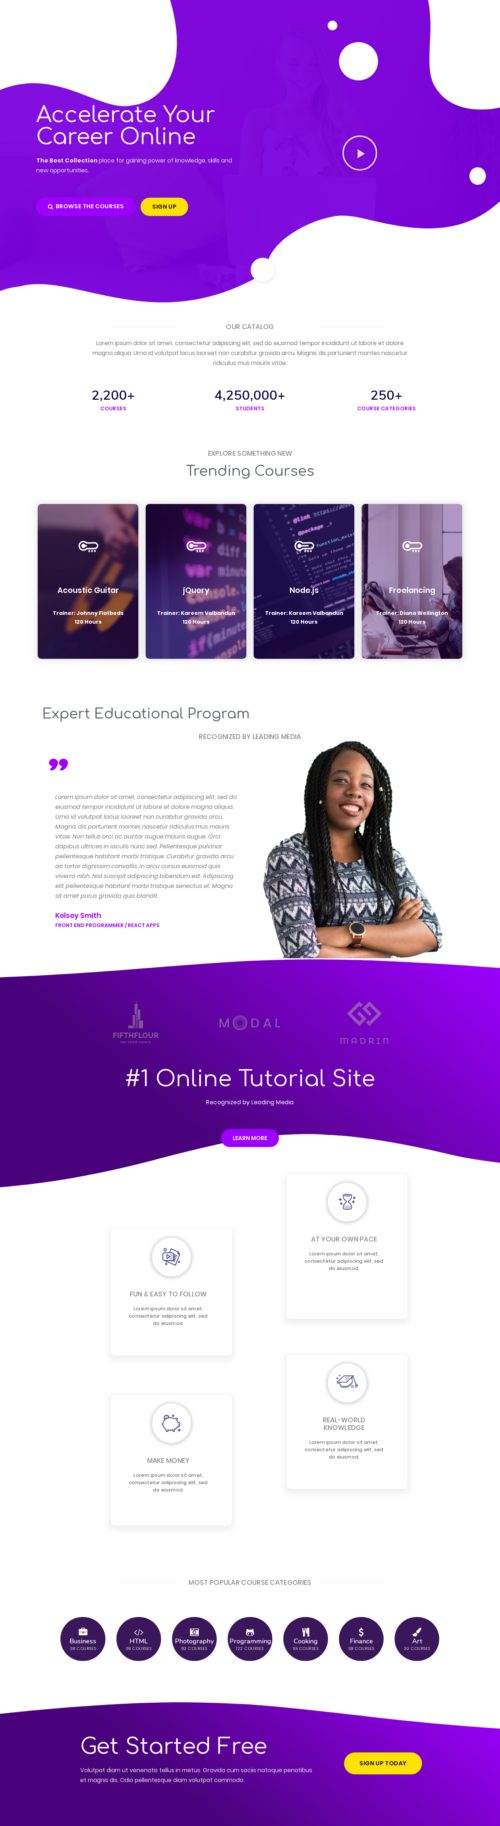 Accelerate Your
Career Online
The Best Collection place for gaining power of knowledge, skills and
new opportunities.
BROWSE THE COURSES
SIGN UP
OUR CATALOG
Lorem ipsum dolor sit amet, consectetur adipiscing elit, sed do eiusmod tempor incididunt ut labore et dolore
magna aliqua. Urna id volutpat lacus laoreet non curabitur gravida arcu. Magnis dis parturient montes nascetur
ridiculus mus mauris vitae.
2,200+
COURSES
4,250,000+
STUDENTS
250+
COURSE CATEGORIES
EXPLORE SOMETHING NEW
Trending Courses
Acoustic Guitar
Trainer: Johnny Flatbeds
120 Hours
jQuery
Trainer: Kareem Valbandun
120 Hours
Node.js
Trainer: Kareem Valbandun
120 Hours
Freelancing
Trainer: Diana Wellington
120 Hours
Expert Educational Program
RECOGNIZED BY LEADING MEDIA
Lorem ipsum dolor sit amet, consectetur adipiscing elit, sed do
eiusmod tempor incididunt ut labore et dolore magna aliqua.
Urna id volutpat lacus laoreet non curabitur gravida arcu.
Magnis dis parturient montes nascetur ridiculus mus mauris
vitae. Non tellus orci ac auctor augue mauris augue. Orci
dapibus ultrices in iaculis nunc sed. Pellentesque pulvinar
pellentesque habitant morbi tristique. Curabitur gravida arcu
ac tortor dignissim convallis. In arcu cursus euismod quis
viverra nibh. Nisl suscipit adipiscing bibendum est. Adipiscing
elit pellentesque habitant morbi tristique senectus et. Magna
sit amet purus gravida quis blandit.
Kelsey Smith
FRONT END PROGRAMMER / REACT APPS
FIFTHFLOUR
MODAL
MADRIN
#1 Online Tutorial Site
Recognized by Leading Media
LEARN MORE
AT YOUR OWN PACE
Lorem ipsum dolor sit amet,
consectetur adipiscing elit, sed
do eiusmod.
FUN & EASY TO FOLLOW
Lorem ipsum dolor sit amet,
consectetur adipiscing elit, sed
do eiusmod.
REAL-WORLD
KNOWLEDGE
Lorem ipsum dolor sit amet,
consectetur adipiscing elit, sed
do eiusmod.
MAKE MONEY
Lorem ipsum dolor sit amet,
consectetur adipiscing elit, sed
do eiusmod.
MOST POPULAR COURSE CATEGORIES
Business
HTML
Photography
Programming
Cooking
Finance
Art
Get Started Free
Volutpat diam ut venenatis tellus in metus. Gravida cum sociis natoque penatibus
et magnis dis. Odio pellentesque diam volutpat commodo.
SIGN UP TODAY